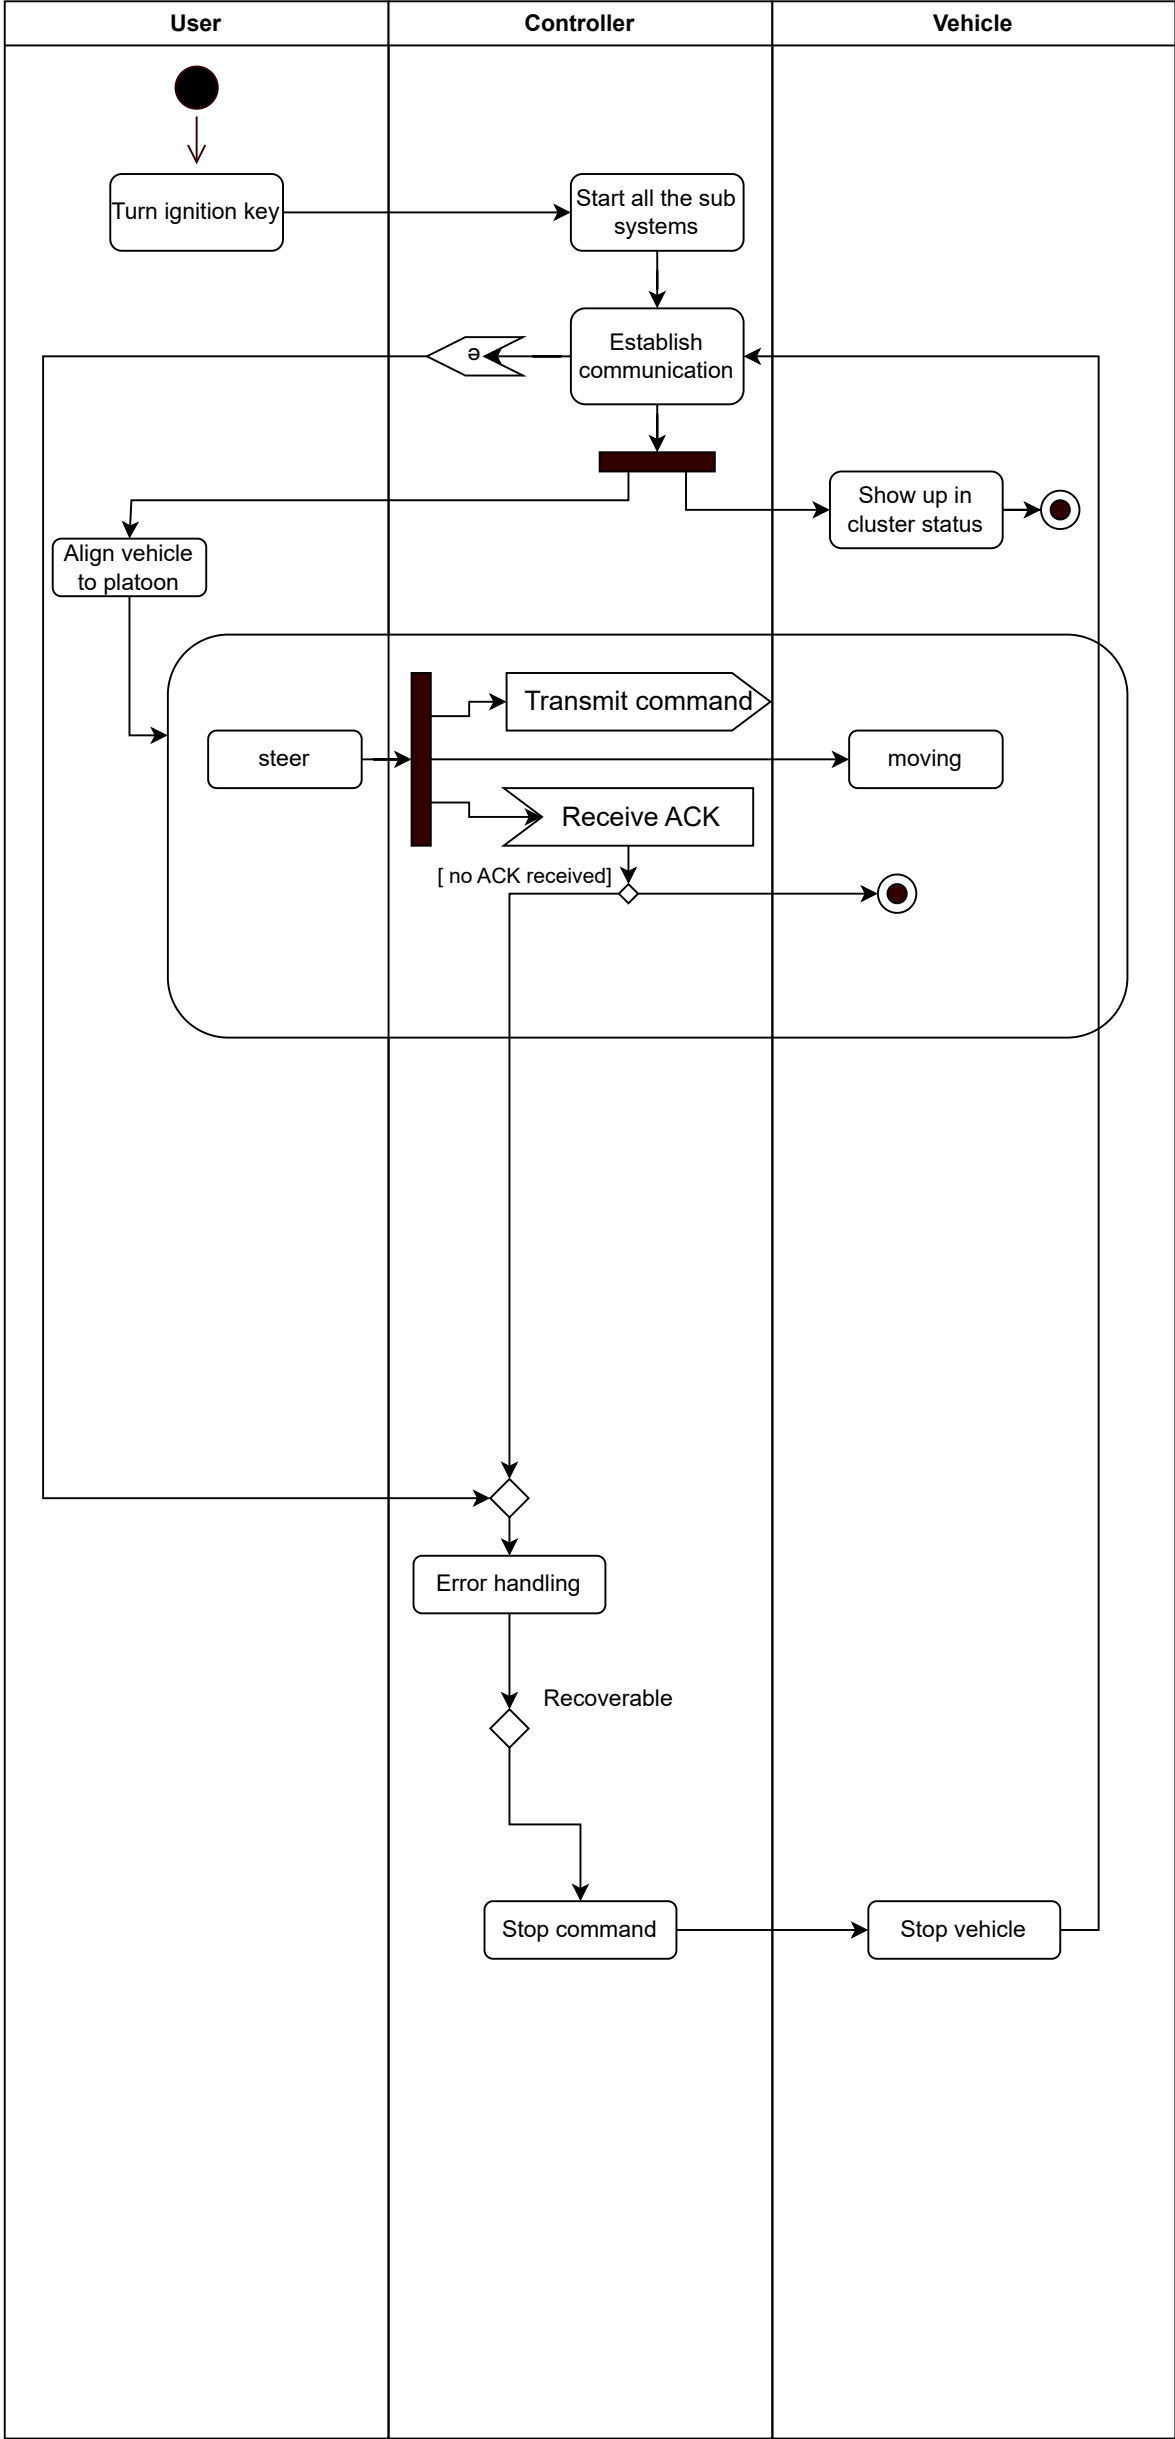 User
Controller
Vehicle
Turn ignition key
Start all the sub
systems
Establish
communication
e
Show up in
cluster status
Align vehicle
to platoon
Transmit command
steer
moving
Receive ACK
[ no ACK received]
Error handling
Recoverable
Stop command
Stop vehicle